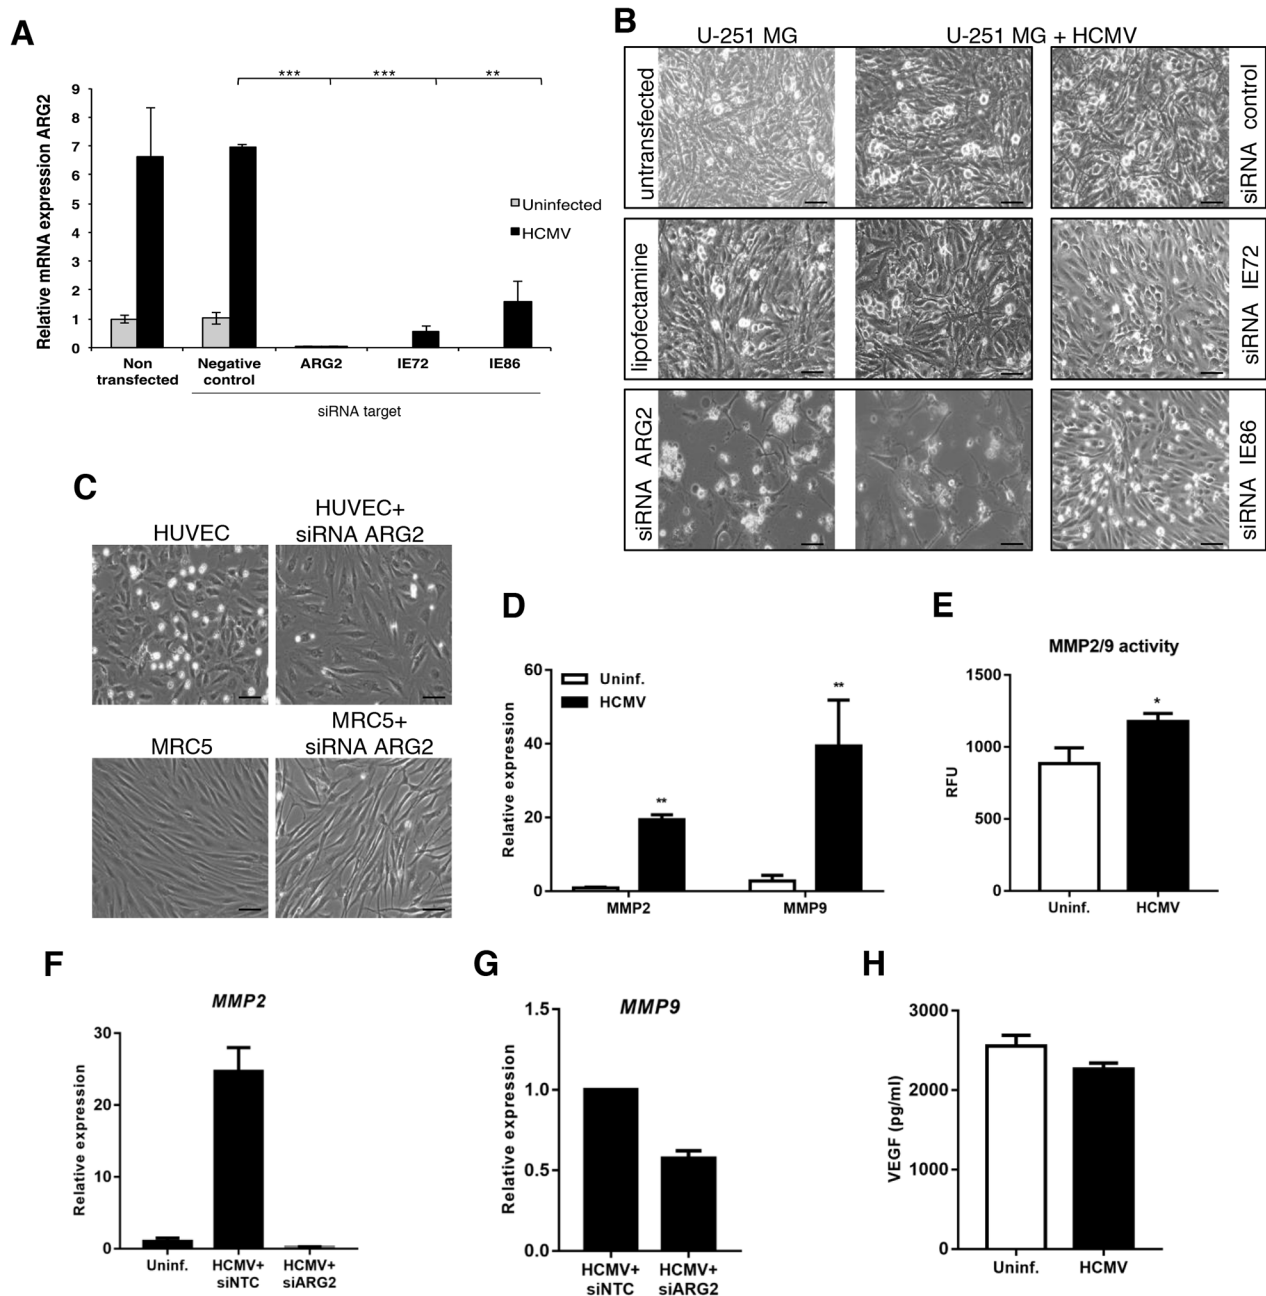 A
*** *** **
Relative mRNA expression ARG2
9
8
7
6
5
4
3
2
1
0
Uninfected
HCMV
Non
transfected
Negative
control
ARG2
IE72
IE86
siRNA target
B
U-251 MG
U-251 MG + HCMV
untransfected
siRNA control
lipofectamine
siRNA IE72
siRNA ARG2
siRNA IE86
C
HUVEC
HUVEC+
siRNA ARG2
MRC5
MRC5+
siRNA ARG2
D
Relative expression
60
40
20
0
Uninf.
HCMV
**
**
MMP2
MMP9
E
MMP2/9 activity
RFU
1500
1000
500
0
*
Uninf.
HCMV
F
MMP2
Relative expression
30
20
10
0
Uninf.
HCMV+
siNTC
HCMV+
siARG2
G
MMP9
Relative expression
1.5
1.0
0.5
0.0
HCMV+
siNTC
HCMV+
siARG2
H
VEGF (pg/ml)
3000
2000
1000
0
Uninf.
HCMV